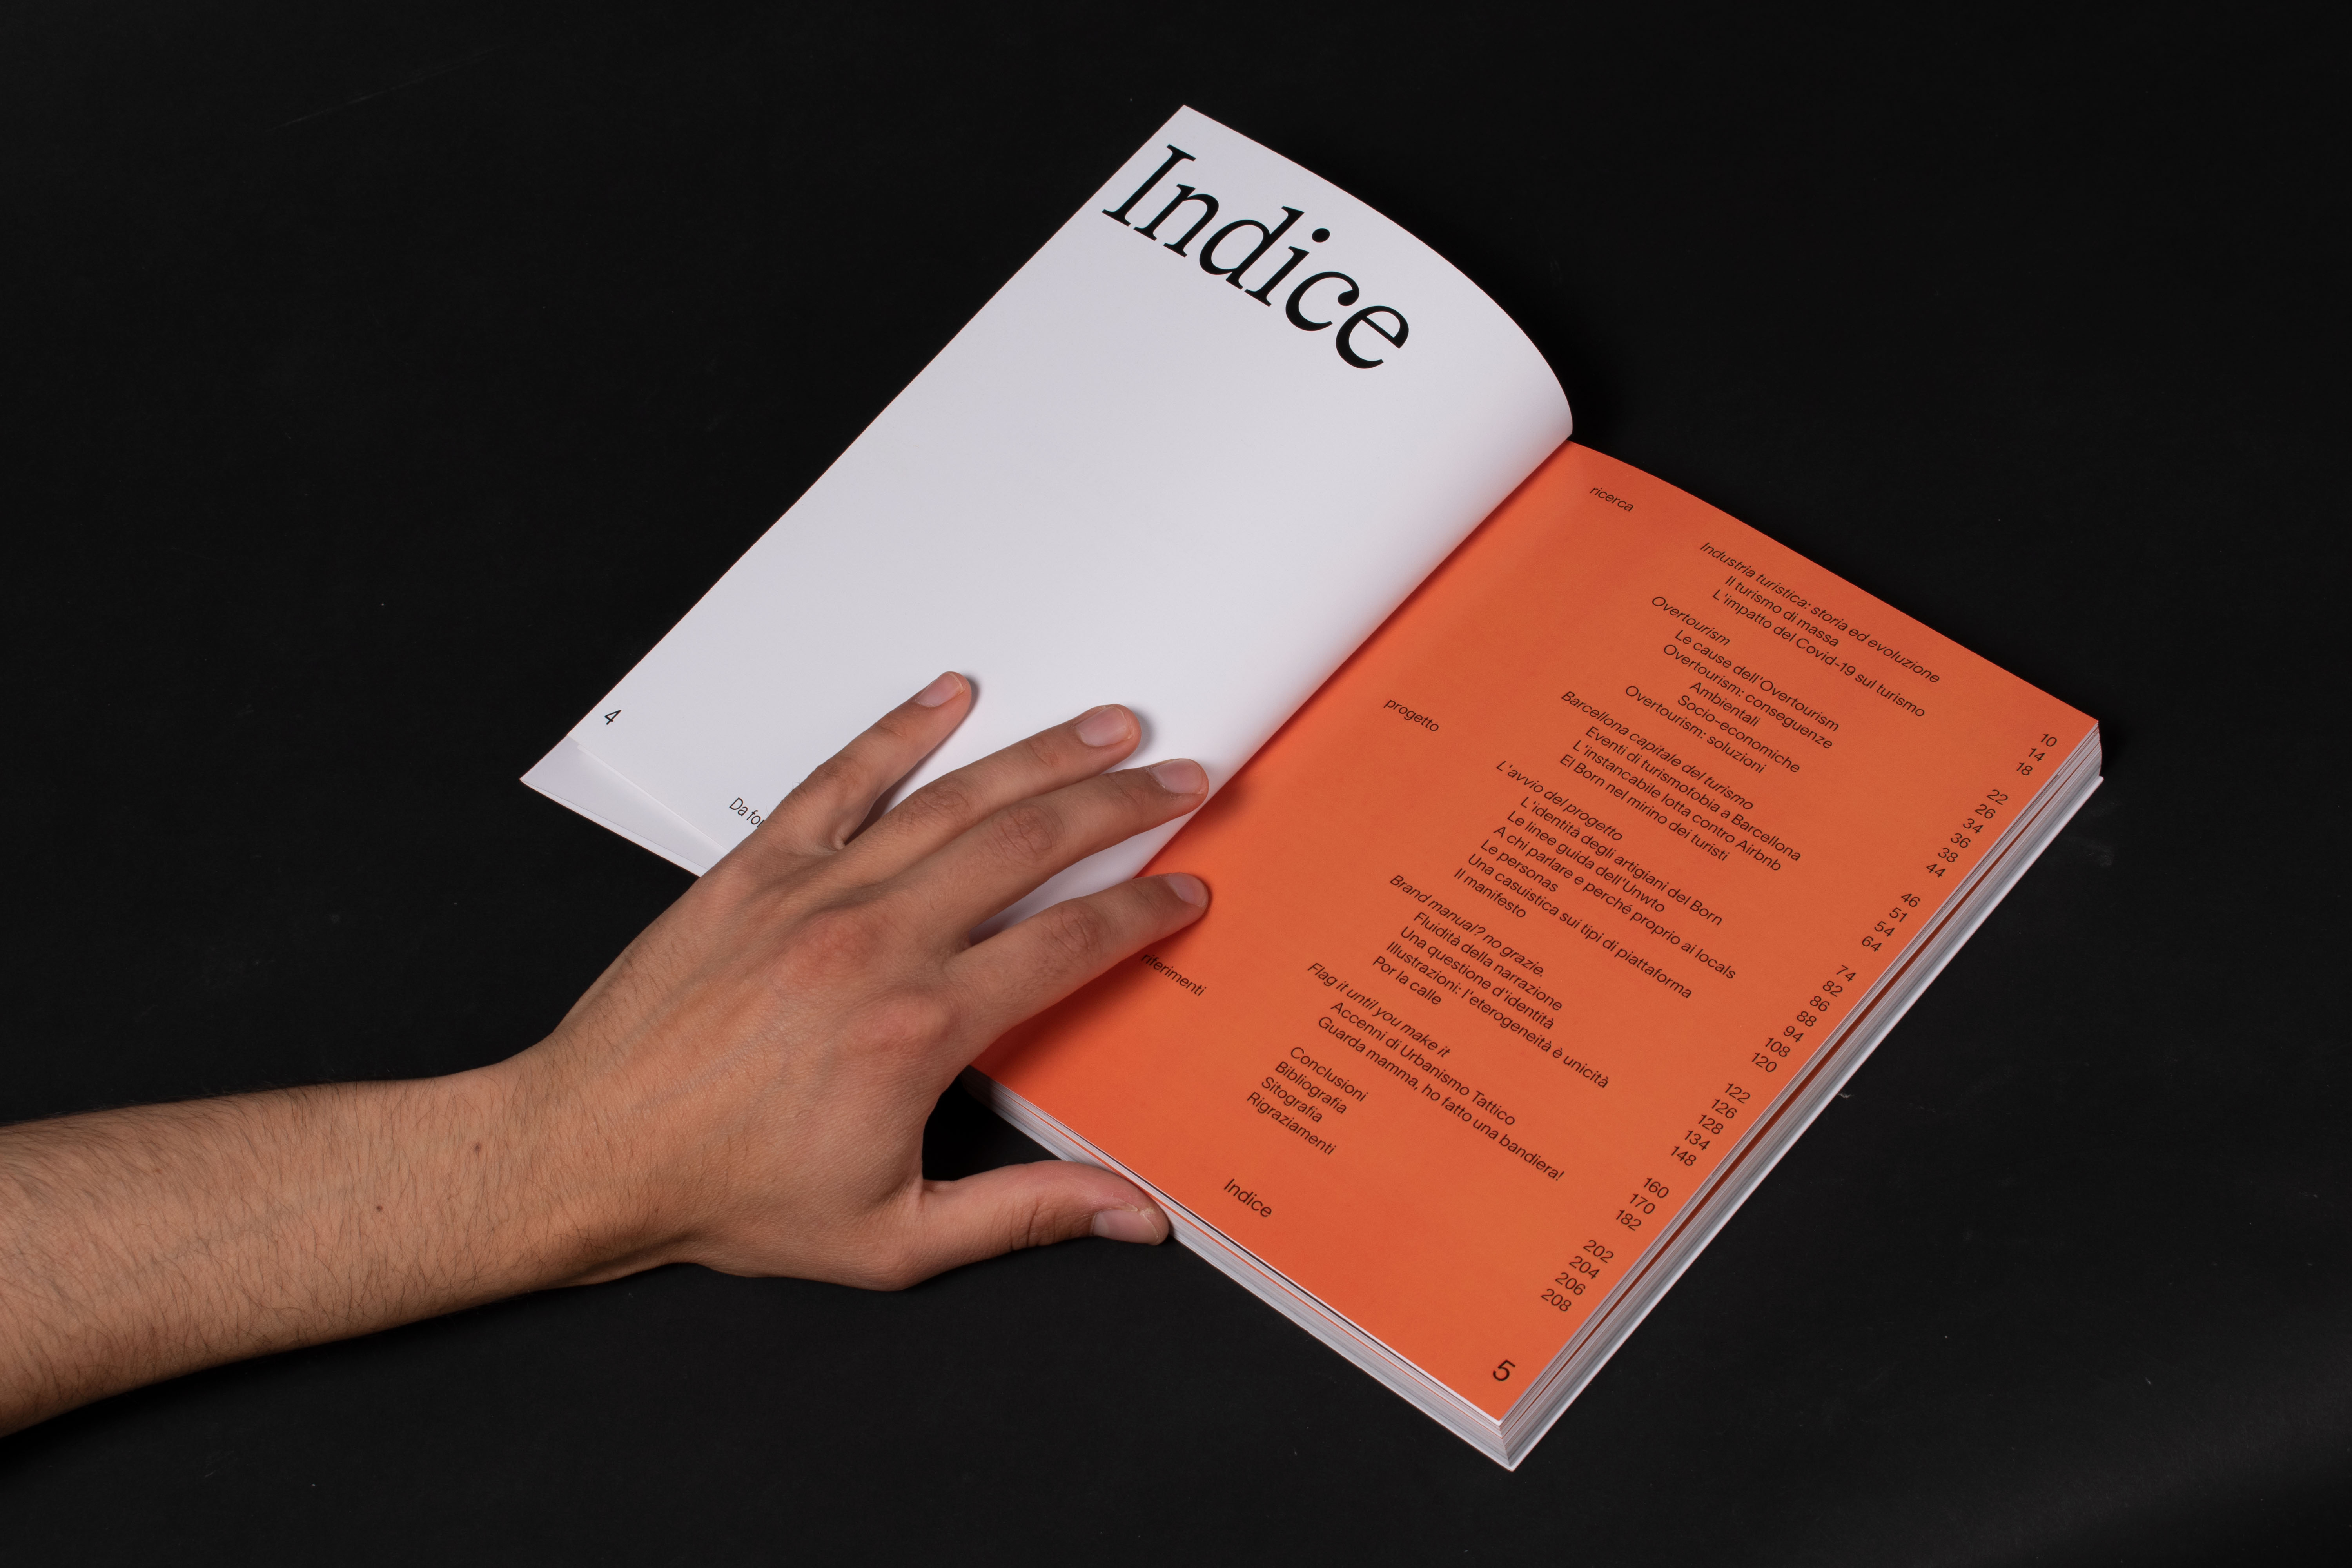 Indice
4
Da
ricerca
Industria turistica: storia ed evoluzione 10
Il turismo di massa 14
L'impatto del Covid-19 sul turismo 18
Overtourism 22
Le cause dell'Overtourism 26
Overtourism: conseguenze 34
Ambientali 36
Socio-economiche 38
Overtourism: soluzioni 44
Barcellona capitale del turismo 46
Eventi di turismofobia a Barcellona 51
L'instancabile lotta contro Airbnb 54
El Born nel mirino dei turisti 64
progetto
L'avvio del progetto 74
L'identità degli artigiani del Born 82
Le linee guida dell'Unwto 86
A chi parlare e perché proprio ai locals 88
Le personas 94
Una casuistica sui tipi di piattaforma 108
Il manifesto 120
Brand manual? no grazie. 122
Fluidità della narrazione 126
Una questione d'identità 128
Illustrazioni: l'eterogeneità è unicità 134
Por la calle 148
Flag it until you make it 160
Accenni di Urbanismo Tattico 170
Guarda mamma, ho fatto una bandiera! 182
riferimenti
Conclusioni 202
Bibliografia 204
Sitografia 206
Rigraziamenti 208
Indice
5